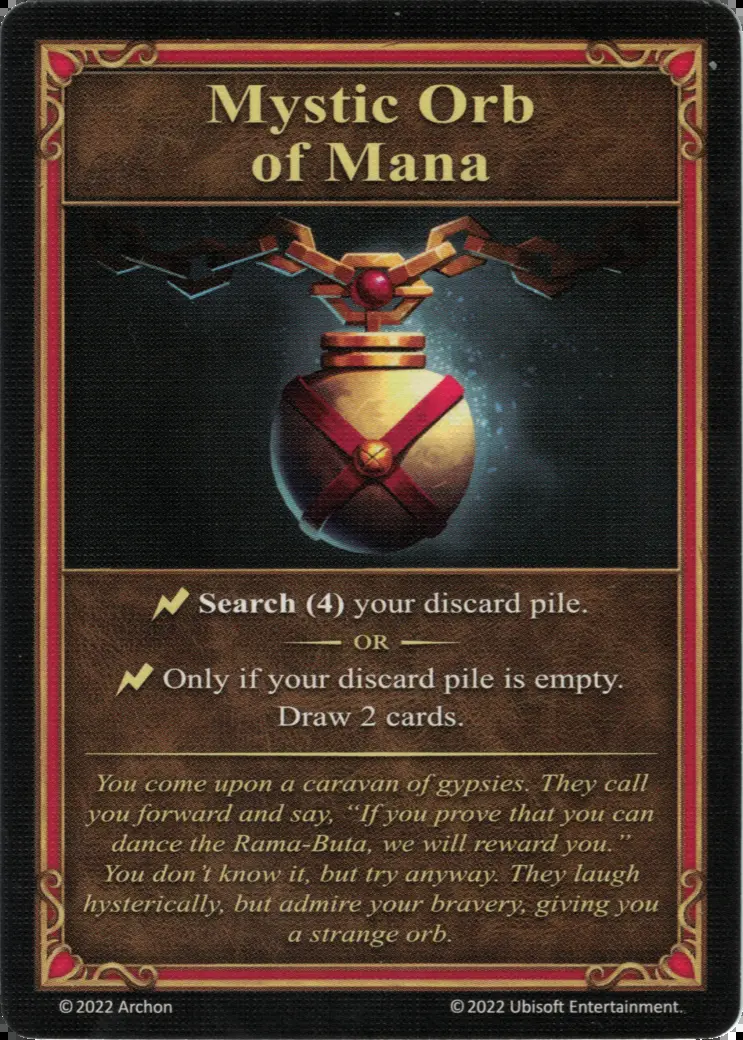 Mystic Orb
of Mana
Search (4) your discard pile.
OR
Only if your discard pile is empty.
Draw 2 cards.
You come upon a caravan of gypsies. They call
you forward and say, “If you prove that you can
dance the Rama-Buta, we will reward you.”
You don’t know it, but try anyway. They laugh
hysterically, but admire your bravery, giving you
a strange orb.
© 2022 Archon
© 2022 Ubisoft Entertainment.